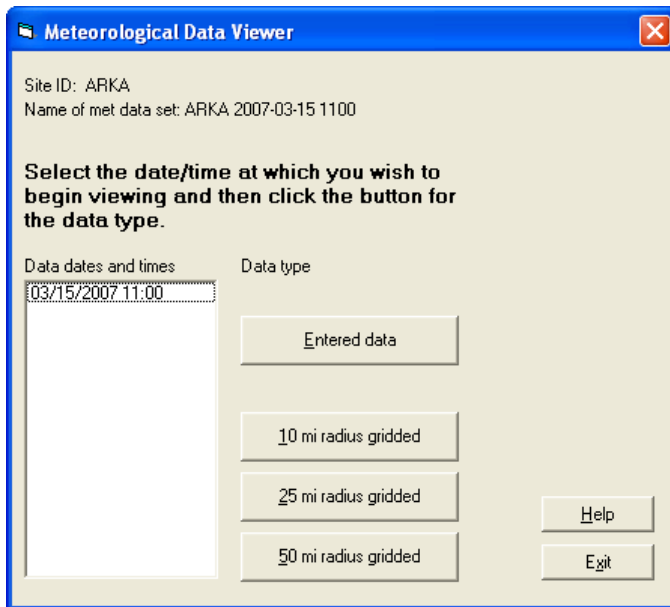 Meteorological Data Viewer
Site ID: ARKA
Name of met data set: ARKA 2007-03-15 1100
Select the date/time at which you wish to
begin viewing and then click the button for
the data type.
Data dates and times
Data type
03/15/2007 11:00
Entered data
10 mi radius gridded
25 mi radius gridded
50 mi radius gridded
Help
Exit